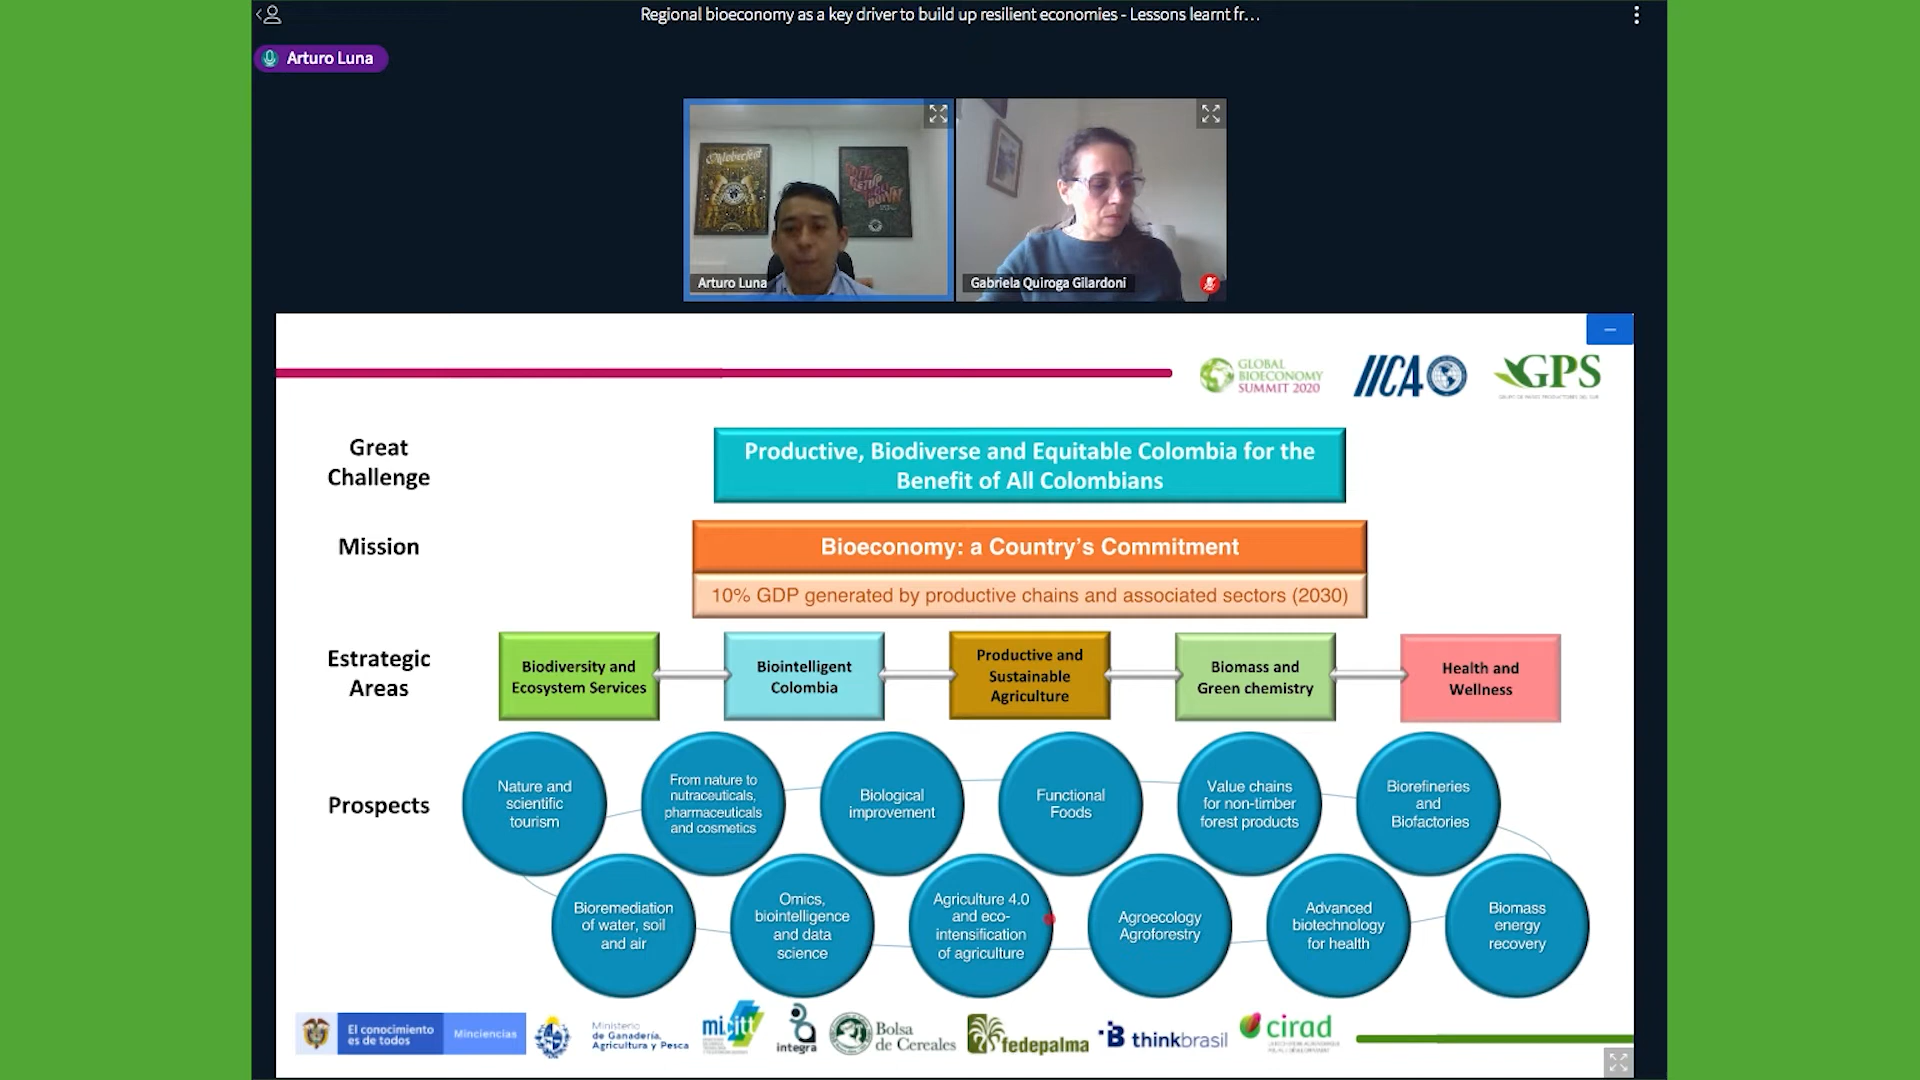 Regional bioeconomy as a key driver to build up resilient economies - Lessons learnt fr...
Arturo Luna
Oktoberfest
Arturo Luna
Gabriela Quiroga Gilardoni
GLOBAL
BIOECONOMY
SUMMIT 2020
IICA
GPS
Great
Challenge
Productive, Biodiverse and Equitable Colombia for the
Benefit of All Colombians
Mission
Bioeconomy: a Country's Commitment
10% GDP generated by productive chains and associated sectors (2030)
Estrategic
Areas
Biodiversity and
Ecosystem Services
Biointelligent
Colombia
Productive and
Sustainable
Agriculture
Biomass and
Green chemistry
Health and
Wellness
Prospects
Nature and
scientific
tourism
From nature to
nutraceuticals,
pharmaceuticals
and cosmetics
Biological
improvement
Functional
Foods
Value chains
for non-timber
forest products
Biorefineries
and
Biofactories
Bioremediation
of water, soil
and air
Omics,
biointelligence
and data
science
Agriculture 4.0
and eco-
intensification
of agriculture
Agroecology
Agroforestry
Advanced
biotechnology
for health
Biomass
energy
recovery
El conocimiento
es de todos
Minciencias
Ministerio
de Ganadería,
Agricultura y Pesca
micitt
integra
Bolsa
de Cereales
fedepalma
B thinkbrasil
cirad